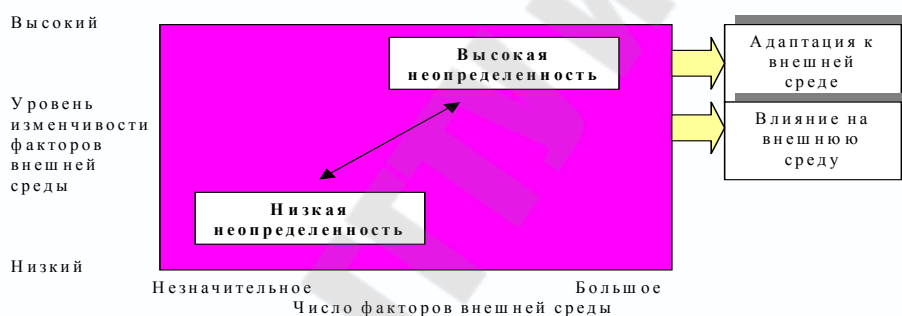 Высокий
Высокая
неопределенность
Адаптация к
внешней
среде
Уровень
изменчивости
факторов
внешней
среды
Влияние на
внешнюю
среду
Низкая
неопределенность
Низкий
Незначительное
Большое
Число факторов внешней среды